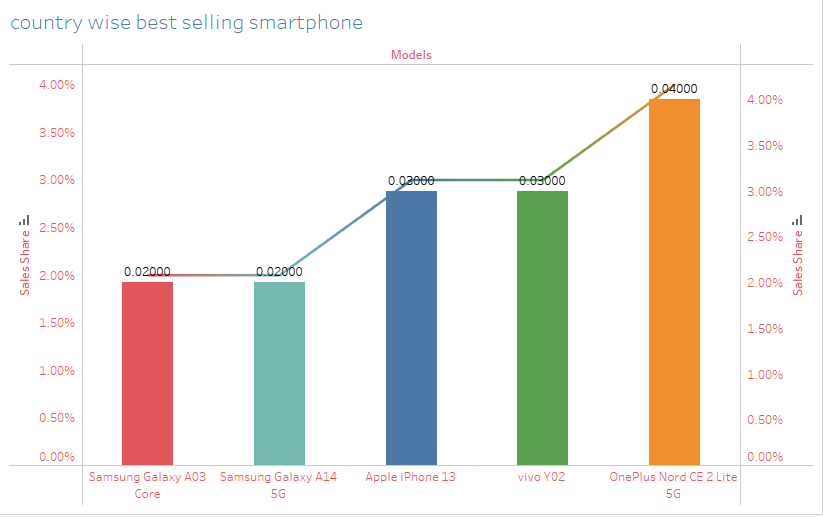 country wise best selling smartphone
Models
4.00%
3.50%
3.00%
2.50%
2.00%
1.50%
1.00%
0.50%
0.00%
Sales Share
0.02000
0.02000
0.03000
0.03000
0.04000
4.00%
3.50%
3.00%
2.50%
2.00%
1.50%
1.00%
0.50%
0.00%
Sales Share
Samsung Galaxy A03
Core
Samsung Galaxy A14
5G
Apple iPhone 13
vivo Y02
OnePlus Nord CE 2 Lite
5G